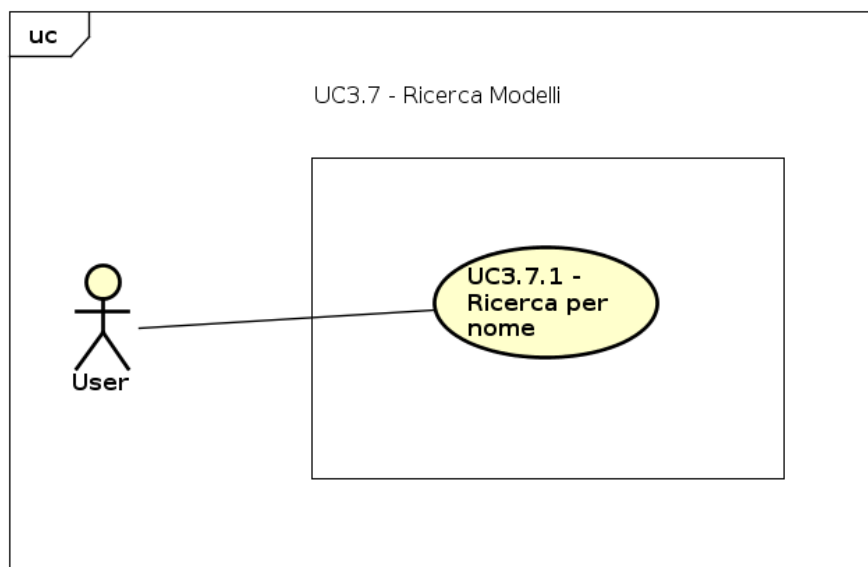 uc
UC3.7 - Ricerca Modelli
UC3.7.1 -
Ricerca per
nome
User